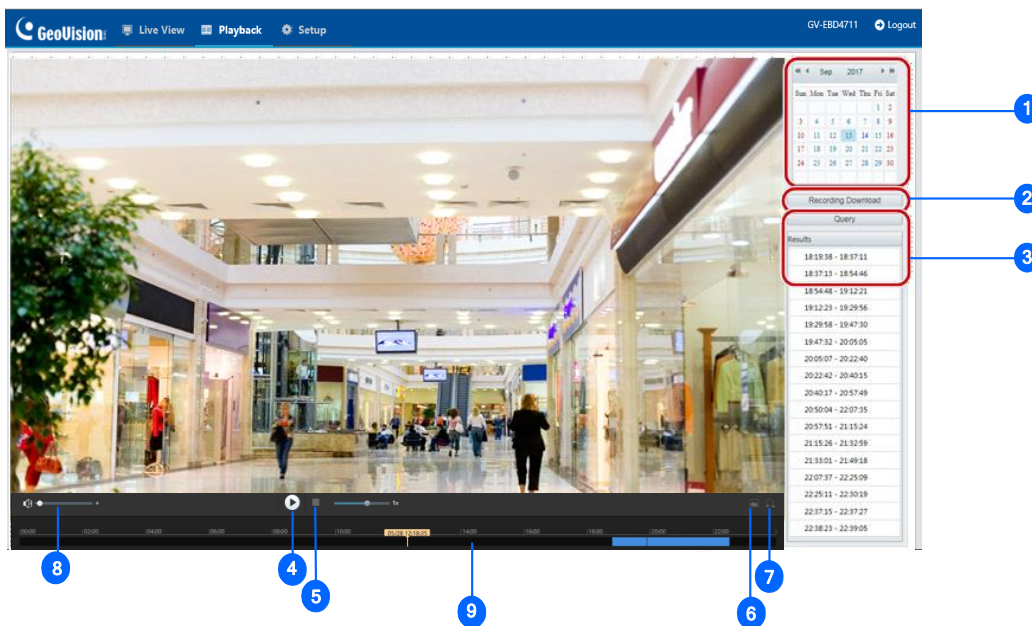 GeoVision
Live View
Playback
Setup
GV-EBD4711
Logout
Sep 2017
Sun Mon Tue Wed Thu Fri Sat
1 2
3 4 5 6 7 8 9
10 11 12 13 14 15 16
17 18 19 20 21 22 23
24 25 26 27 28 29 30
Recording Download
Query
Results
18:19:38 - 18:37:11
18:37:13 - 18:54:46
18:54:48 - 19:12:21
19:12:23 - 19:29:56
19:29:58 - 19:47:30
19:47:32 - 20:05:05
20:05:07 - 20:22:40
20:22:42 - 20:40:15
20:40:17 - 20:57:49
20:50:04 - 22:07:35
20:57:51 - 21:15:24
21:15:26 - 21:32:59
21:33:01 - 21:49:18
22:07:37 - 22:25:09
22:25:11 - 22:30:19
22:37:15 - 22:37:27
22:38:23 - 22:39:05
1x
00:00 02:00 04:00 06:00 08:00 10:00 05/29 12:18:35 14:00 16:00 18:00 20:00 22:00
1
2
3
4
5
6
7
8
9